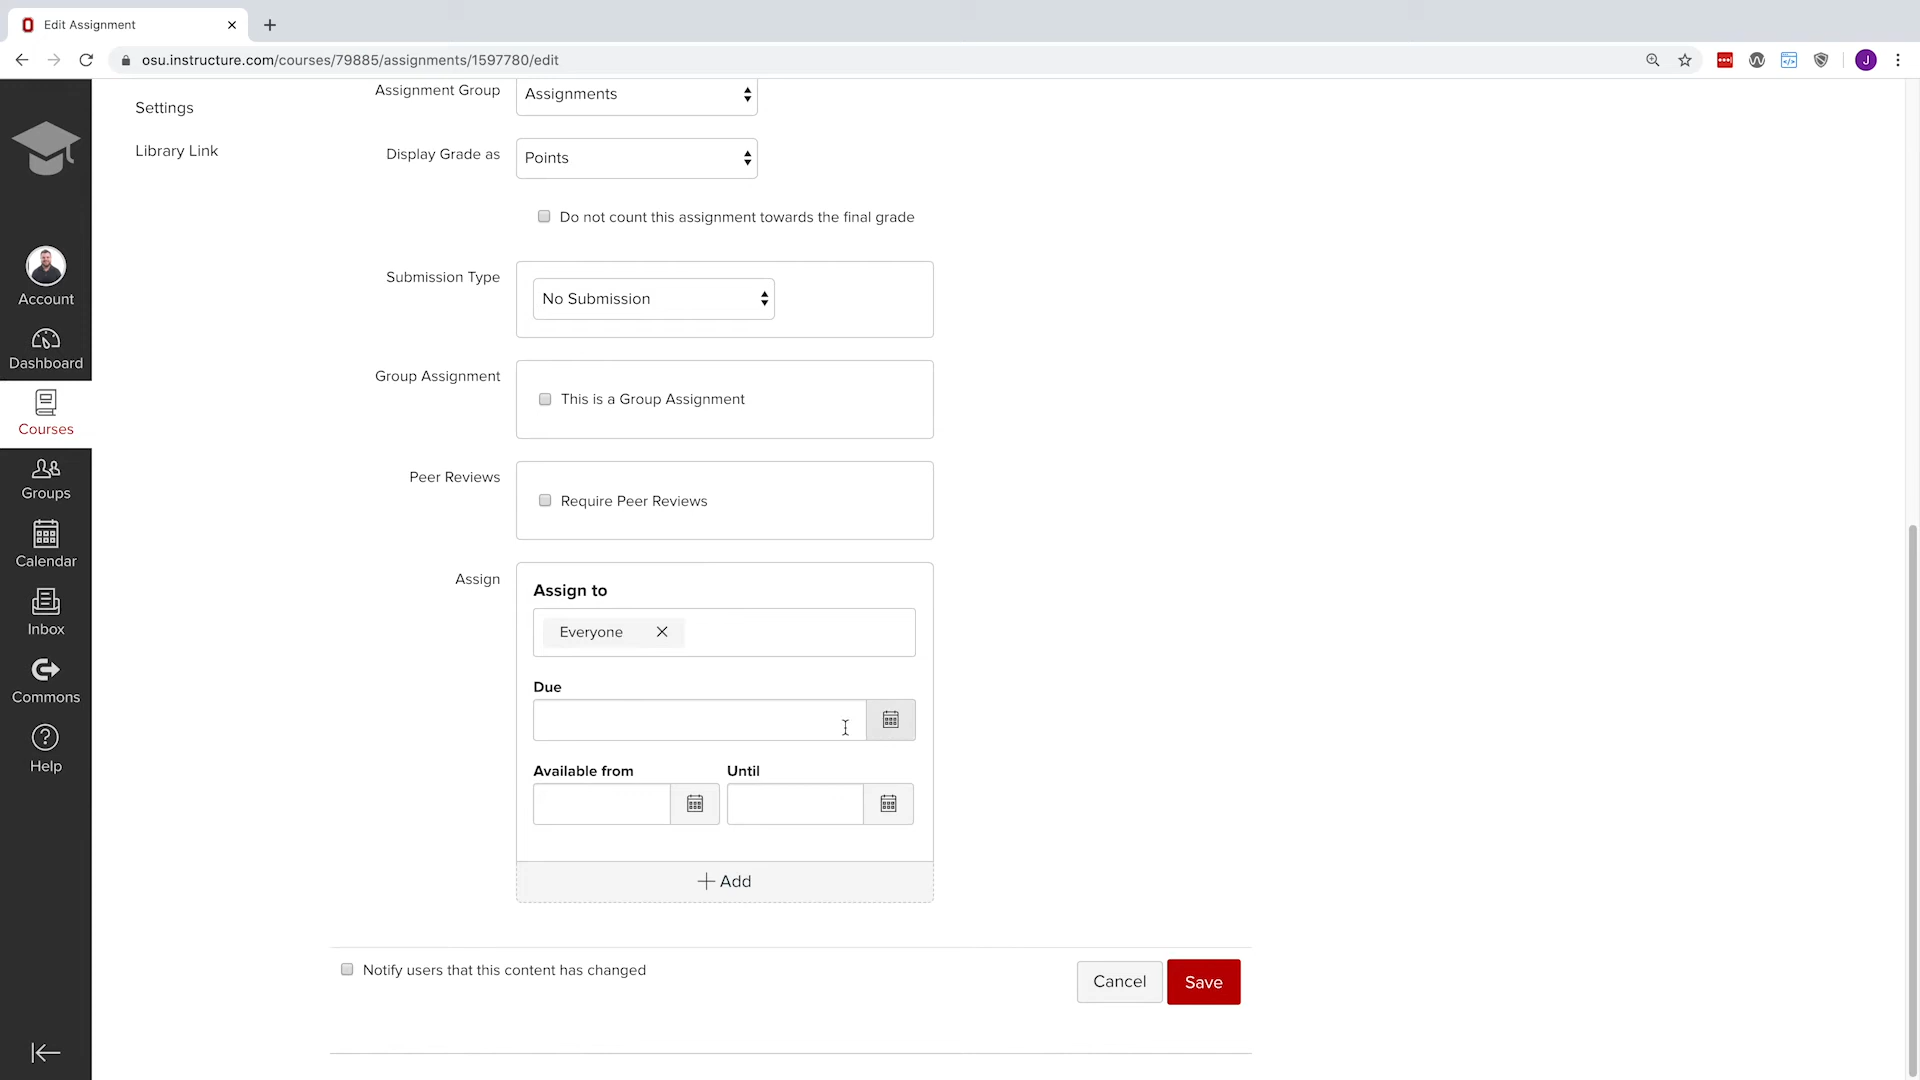 Edit Assignment
osu.instructure.com/courses/79885/assignments/1597780/edit
J
Account
Dashboard
Courses
Groups
Calendar
Inbox
Commons
Help
Settings
Library Link
Assignment Group
Assignments
Display Grade as
Points
Do not count this assignment towards the final grade
Submission Type
No Submission
Group Assignment
This is a Group Assignment
Peer Reviews
Require Peer Reviews
Assign
Assign to
Everyone
Due
Available from
Until
Add
Notify users that this content has changed
Cancel
Save